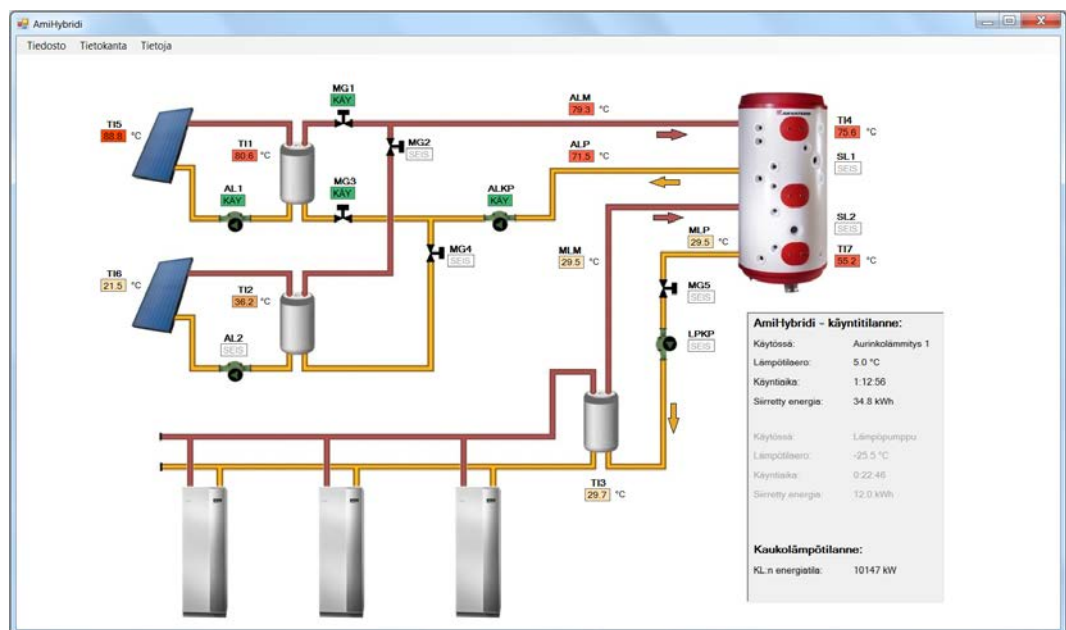 AmiHybridi
Tiedosto Tietokanta Tietoja
MG1
KÄY
ALM
79.3 °C
TI5
88.8 °C
TI4
75.6 °C
TI1
80.6 °C
MG2
SEIS
ALP
71.5 °C
SL1
SEIS
AL1
KÄY
MG3
KÄY
ALKP
KÄY
SL2
SEIS
MLP
29.5 °C
MG4
SEIS
MLM
29.5 °C
TI7
55.2 °C
TI6
21.5 °C
TI2
36.2 °C
MG5
SEIS
AL2
SEIS
LPKP
SEIS
TI3
29.7 °C
AmiHybridi - käyntitilanne:
Käytössä: Aurinkolämmitys 1
Lämpötilaero: 5.0 °C
Käyntiaika: 1:12:56
Siirretty energia: 34.8 kWh
Käytössä: Lämpöpumppu
Lämpötilaero: -25.5 °C
Käyntiaika: 0:22:46
Siirretty energia: 12.0 kWh
Kaukolämpötilanne:
KL:n energiatila: 10147 kW